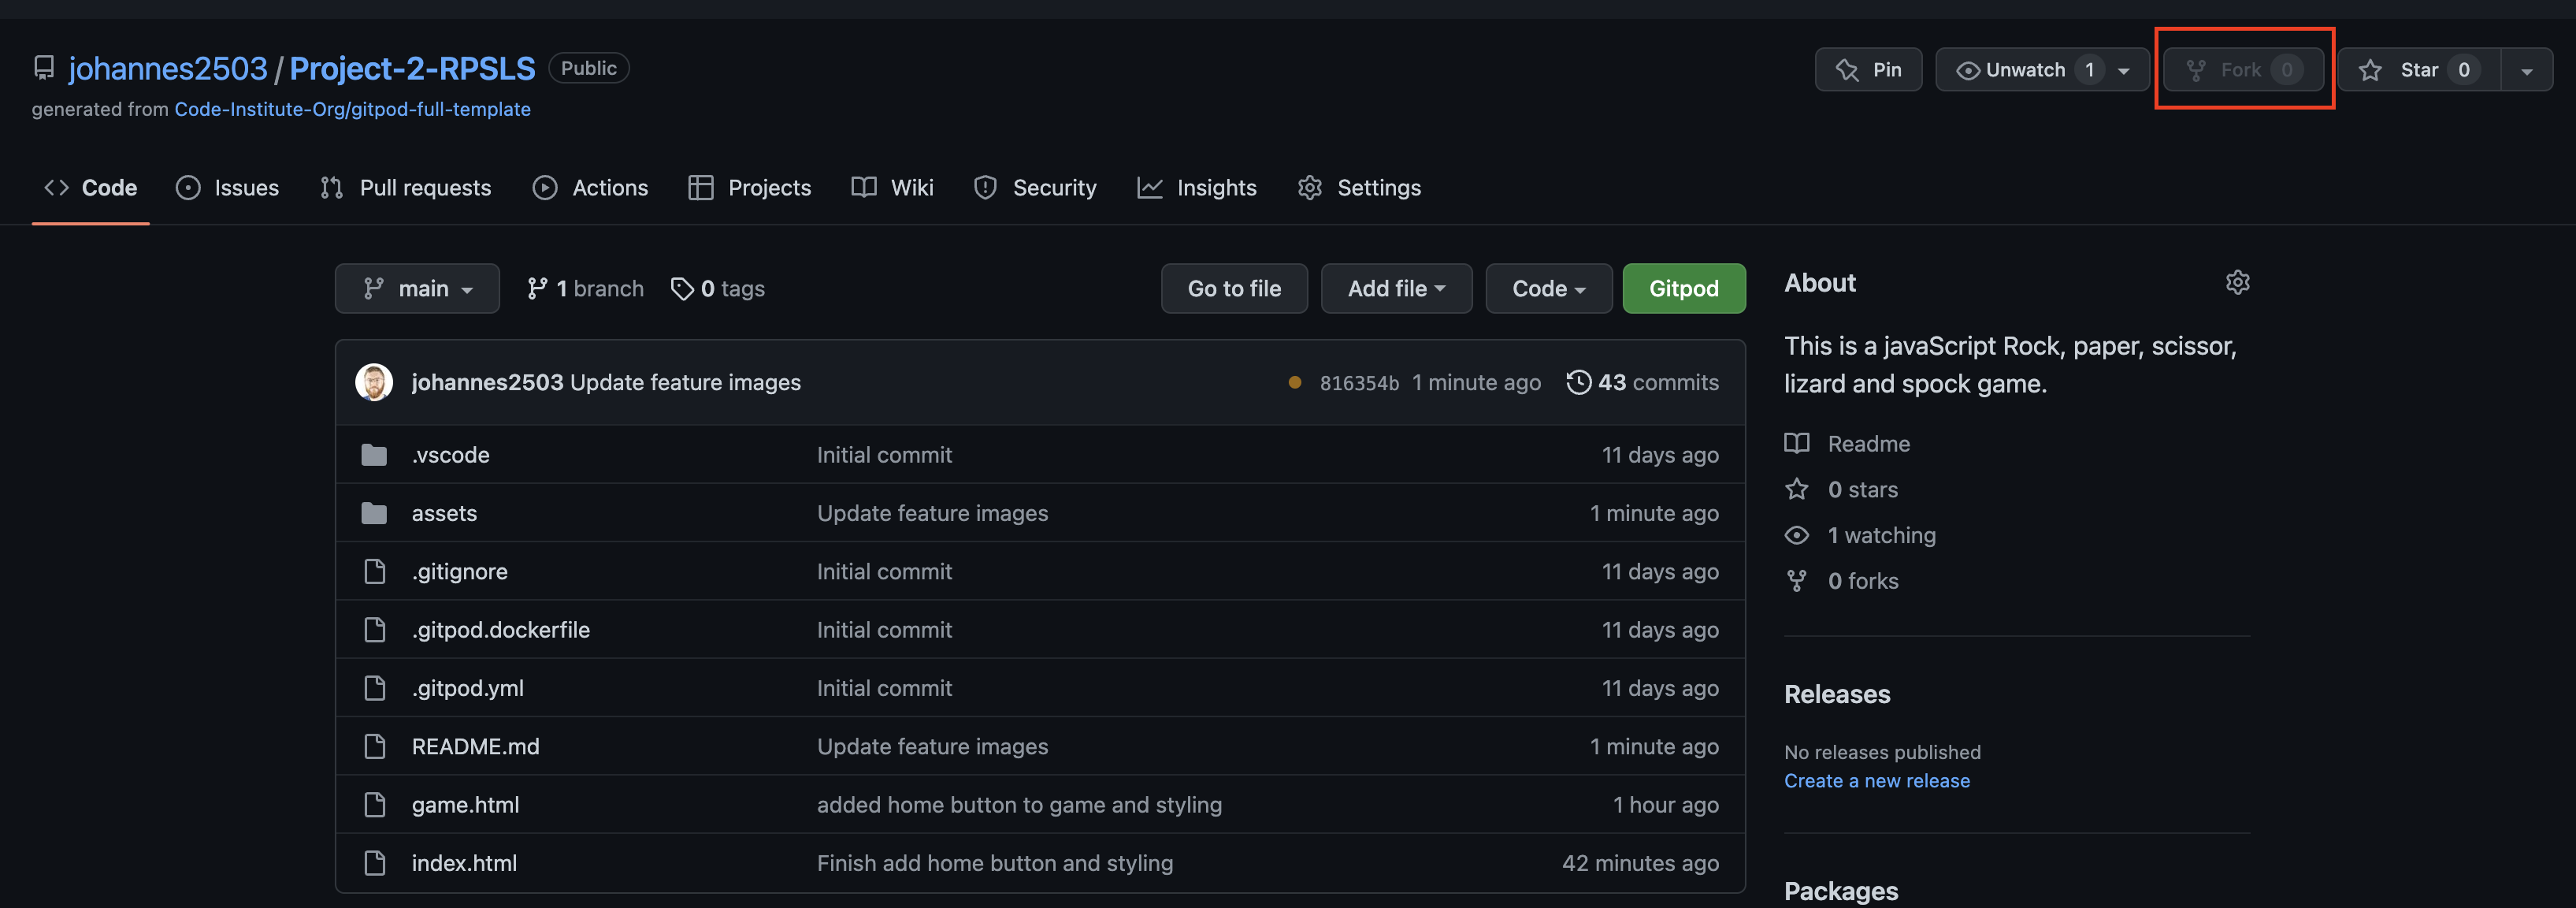 johannes2503 / Project-2-RPSLS Public
Pin Unwatch 1 Fork 0 Star 0
generated from Code-Institute-Org/gitpod-full-template
Code Issues Pull requests Actions Projects Wiki Security Insights Settings
main 1 branch 0 tags Go to file Add file Code Gitpod
johannes2503 Update feature images 816354b 1 minute ago 43 commits
.vscode Initial commit 11 days ago
assets Update feature images 1 minute ago
.gitignore Initial commit 11 days ago
.gitpod.dockerfile Initial commit 11 days ago
.gitpod.yml Initial commit 11 days ago
README.md Update feature images 1 minute ago
game.html added home button to game and styling 1 hour ago
index.html Finish add home button and styling 42 minutes ago
About
This is a javaScript Rock, paper, scissor,
lizard and spock game.
Readme
0 stars
1 watching
0 forks
Releases
No releases published
Create a new release
Packages